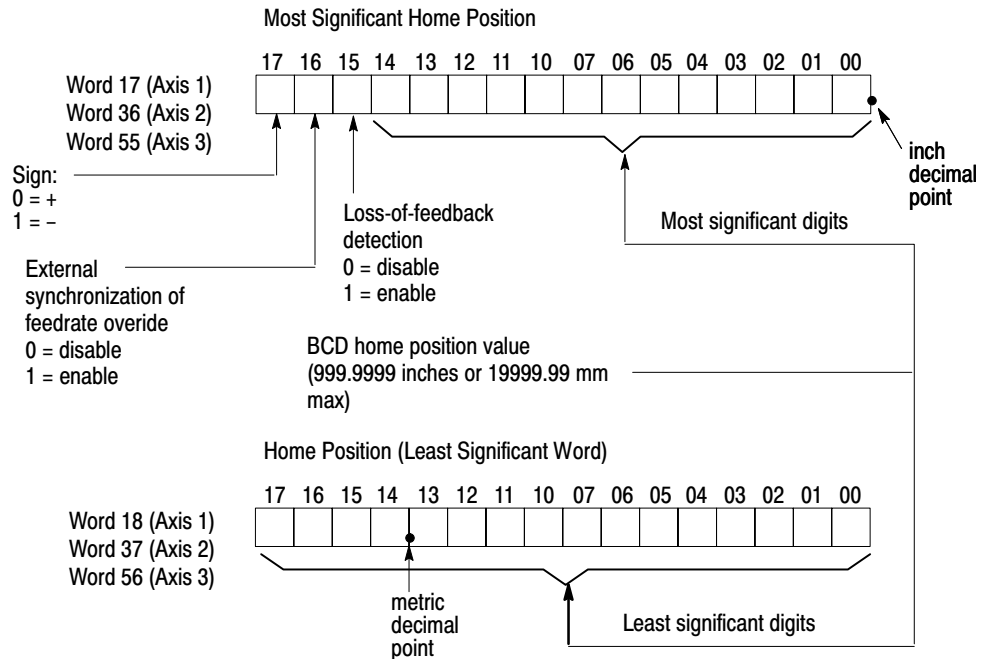 Most Significant Home Position
17 16 15 14 13 12 11 10 07 06 05 04 03 02 01 00
Word 17 (Axis 1)
Word 36 (Axis 2)
Word 55 (Axis 3)
inch
decimal
point
Sign:
0 = +
1 = –
Loss-of-feedback
detection
0 = disable
1 = enable
Most significant digits
External
synchronization of
feedrate overide
0 = disable
1 = enable
BCD home position value
(999.9999 inches or 19999.99 mm
max)
Home Position (Least Significant Word)
17 16 15 14 13 12 11 10 07 06 05 04 03 02 01 00
Word 18 (Axis 1)
Word 37 (Axis 2)
Word 56 (Axis 3)
metric
decimal
point
Least significant digits